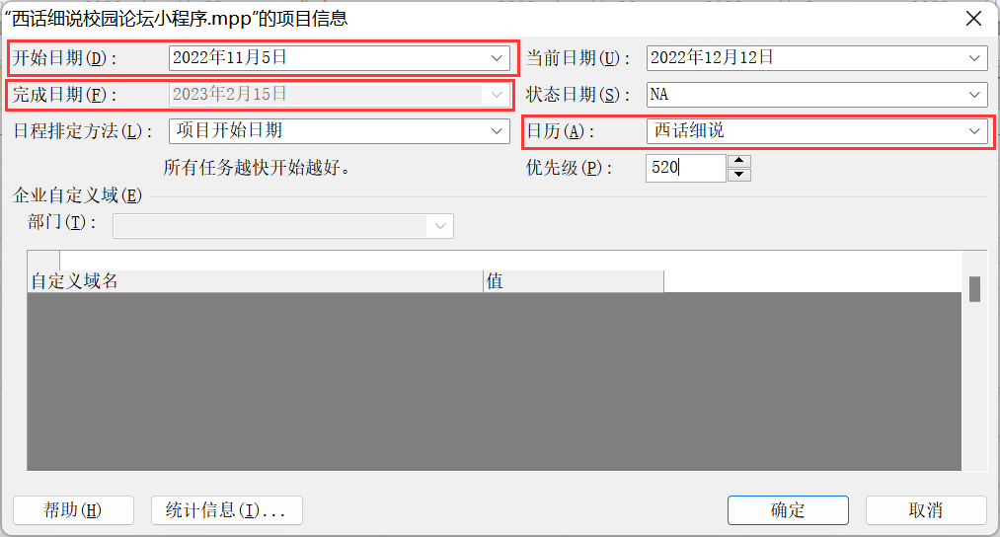 “西话细说校园论坛小程序.mpp”的项目信息
开始日期(D): 2022年11月5日 当前日期(U): 2022年12月12日
完成日期(F): 2023年2月15日 状态日期(S): NA
日程排定方法(L): 项目开始日期 日历(A): 西话细说
所有任务越快开始越好。 优先级(P): 520
企业自定义域(E)
部门(T):
自定义域名 值
帮助(H) 统计信息(I)... 确定 取消